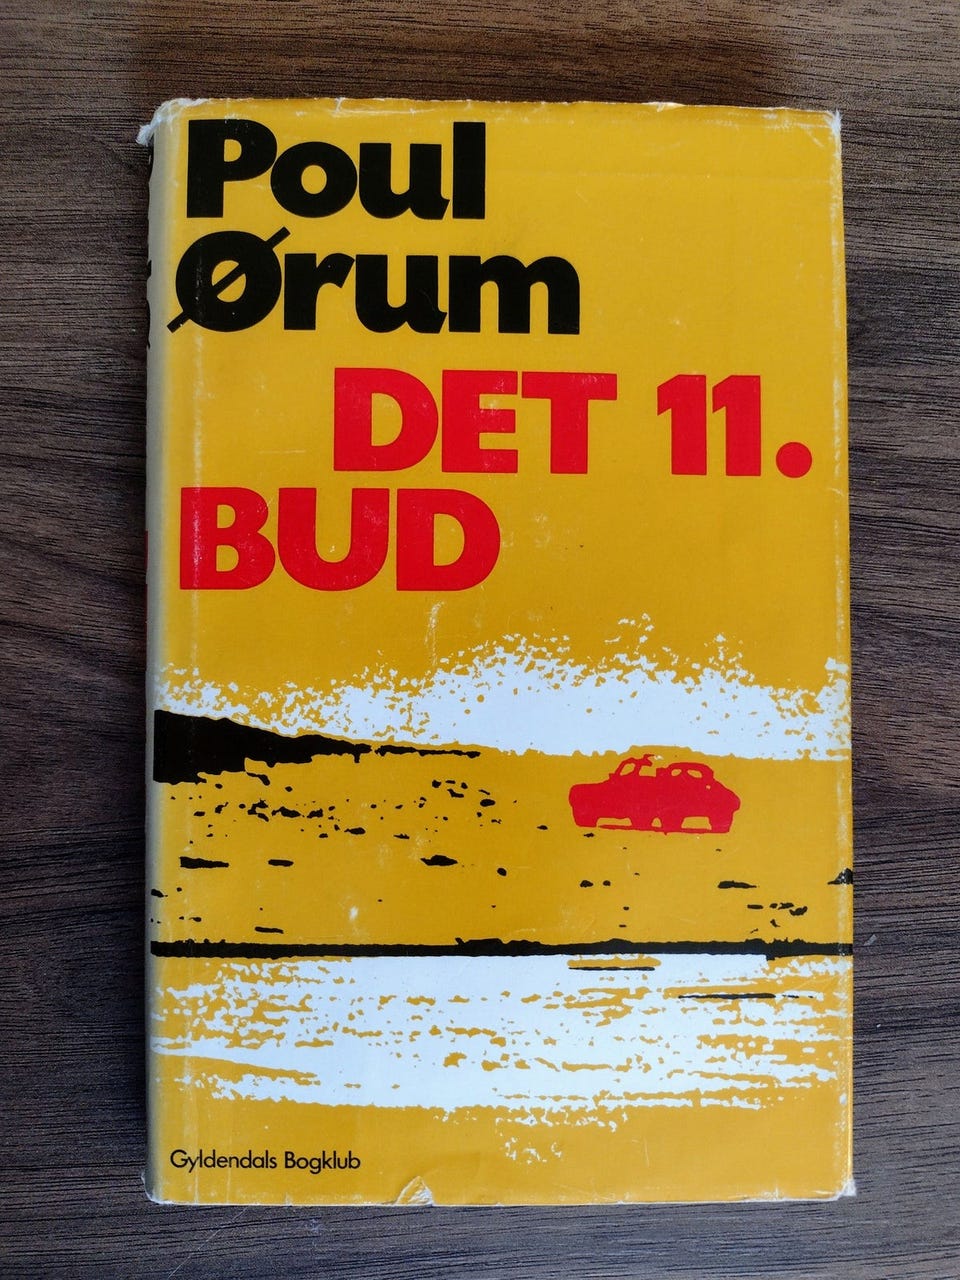 Poul
Ørum
DET 11.
BUD
Gyldendals Bogklub